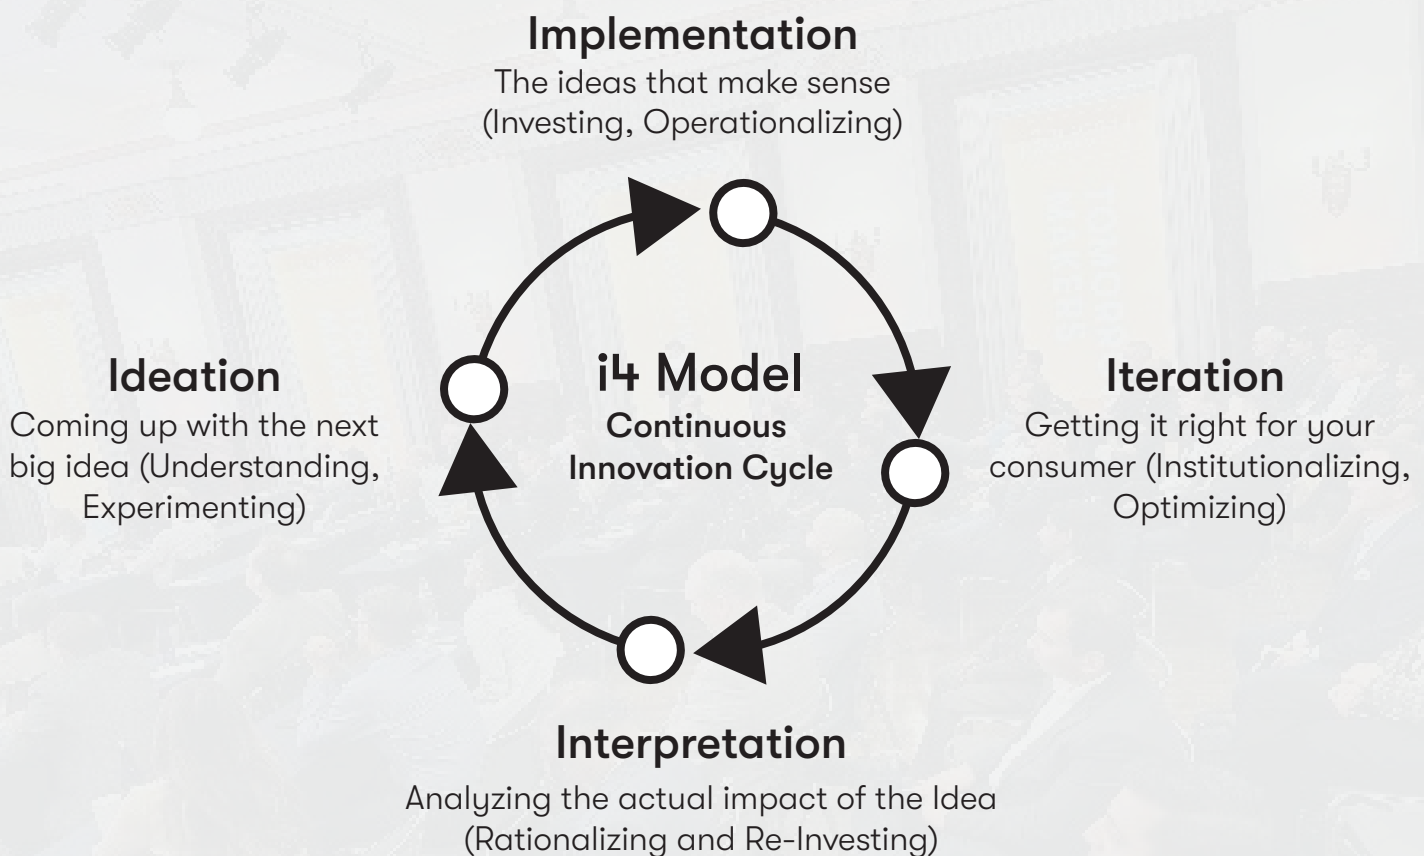 Implementation
The ideas that make sense
(Investing, Operationalizing)
Ideation
Coming up with the next
big idea (Understanding,
Experimenting)
i4 Model
Continuous
Innovation Cycle
Iteration
Getting it right for your
consumer (Institutionalizing,
Optimizing)
Interpretation
Analyzing the actual impact of the Idea
(Rationalizing and Re-Investing)